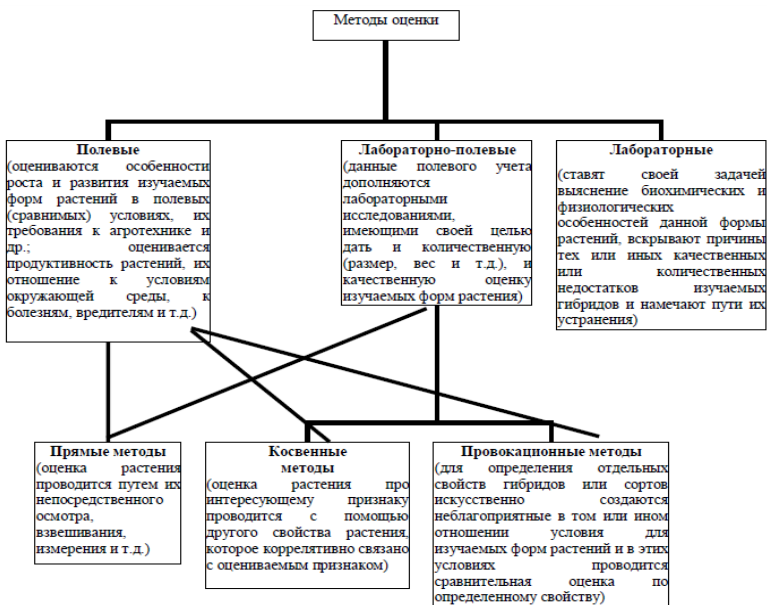 Методы оценки
Полевые
(оцениваются особенности
роста и развития изучаемых
форм растений в полевых
(сравнимых) условиях, их
требования к агротехнике и
др.; оценивается
продуктивность растений, их
отношение к условиям
окружающей среды, к
болезням, вредителям и т.д.)
Лабораторно-полевые
(данные полевого учета
дополняются
лабораторными
исследованиями,
имеющими своей целью
дать и количественную
(размер, вес и т.д.), и
качественную оценку
изучаемых форм растения)
Лабораторные
(ставят своей задачей
выяснение биохимических и
физиологических
особенностей данной формы
растений, вскрывают причины
тех или иных качественных
или количественных
недостатков изучаемых
гибридов и намечают пути их
устранения)
Прямые методы
(оценка растения
проводится путем их
непосредственного
осмотра,
взвешивания,
измерения и т.д.)
Косвенные
методы
(оценка растения про
интересующему признаку
проводится с помощью
другого свойства растения,
которое коррелятивно связано
с оцениваемым признаком)
Провокационные методы
(для определения отдельных
свойств гибридов или сортов
искусственно создаются
неблагоприятные в том или ином
отношении условия для
изучаемых форм растений и в этих
условиях проводится
сравнительная оценка по
определенному свойству)